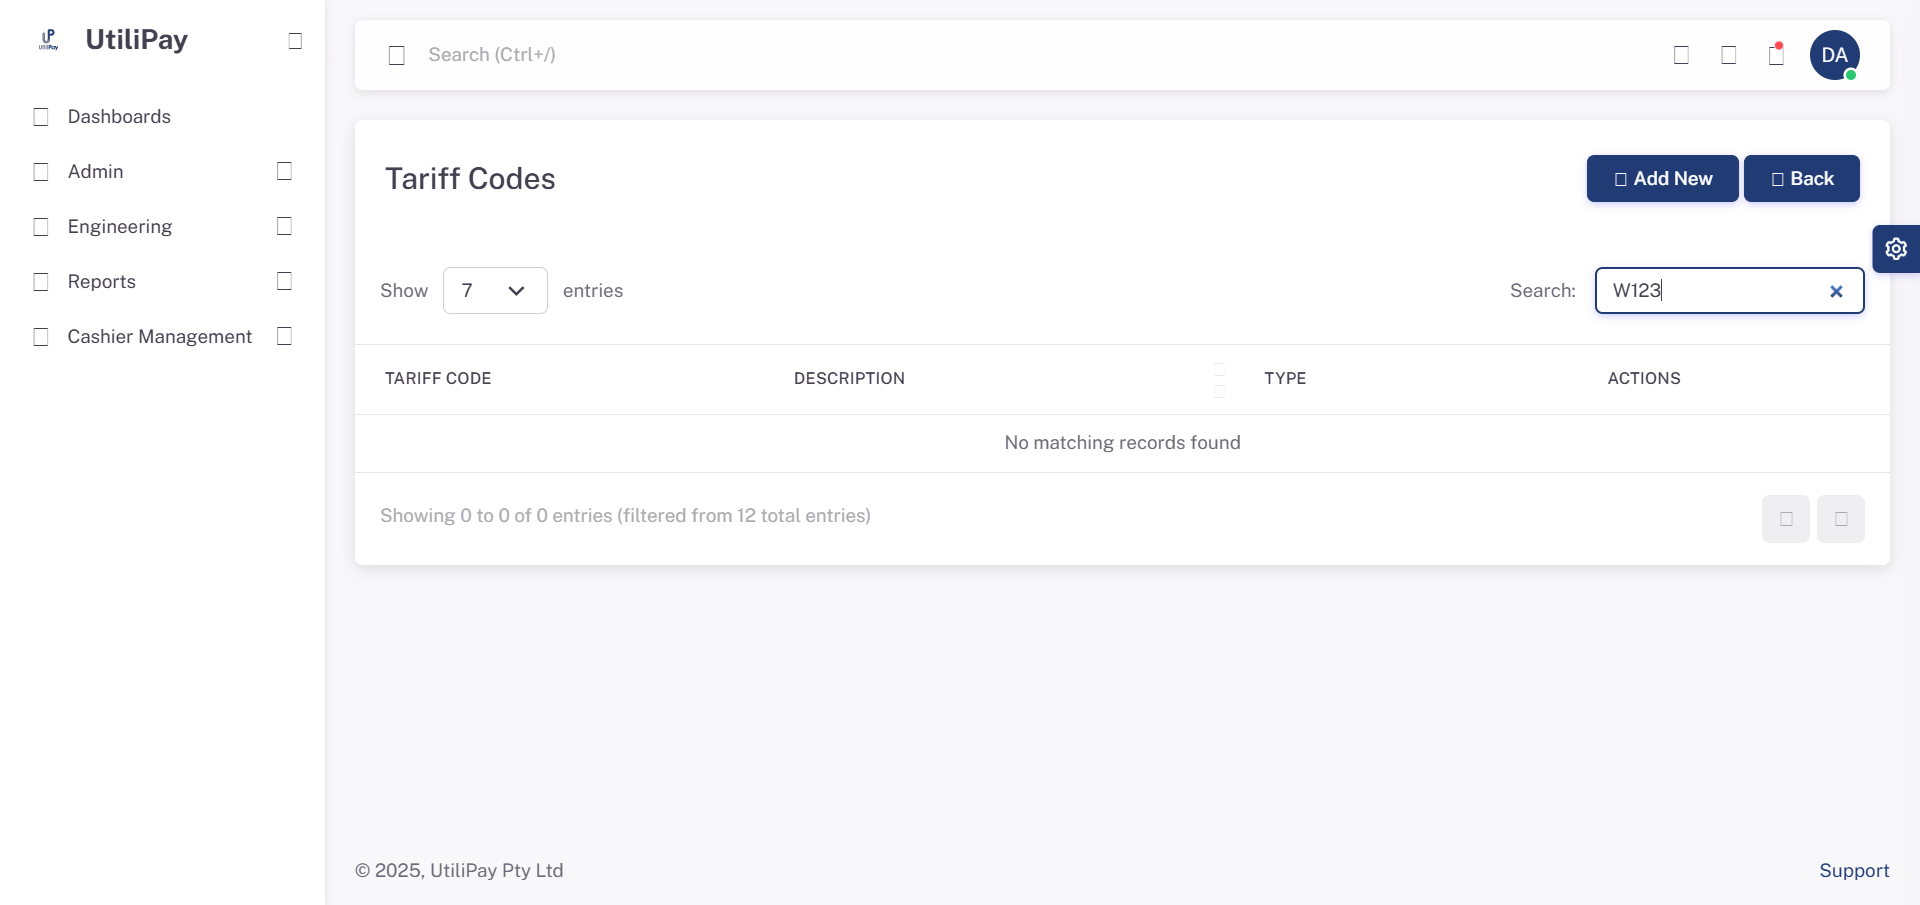 UtiliPay
Dashboards
Admin
Engineering
Reports
Cashier Management
Search (Ctrl+/)
DA
Tariff Codes
Add New
Back
Show 7 entries
Search: W123
TARIFF CODE DESCRIPTION TYPE ACTIONS
No matching records found
Showing 0 to 0 of 0 entries (filtered from 12 total entries)
© 2025, UtiliPay Pty Ltd
Support